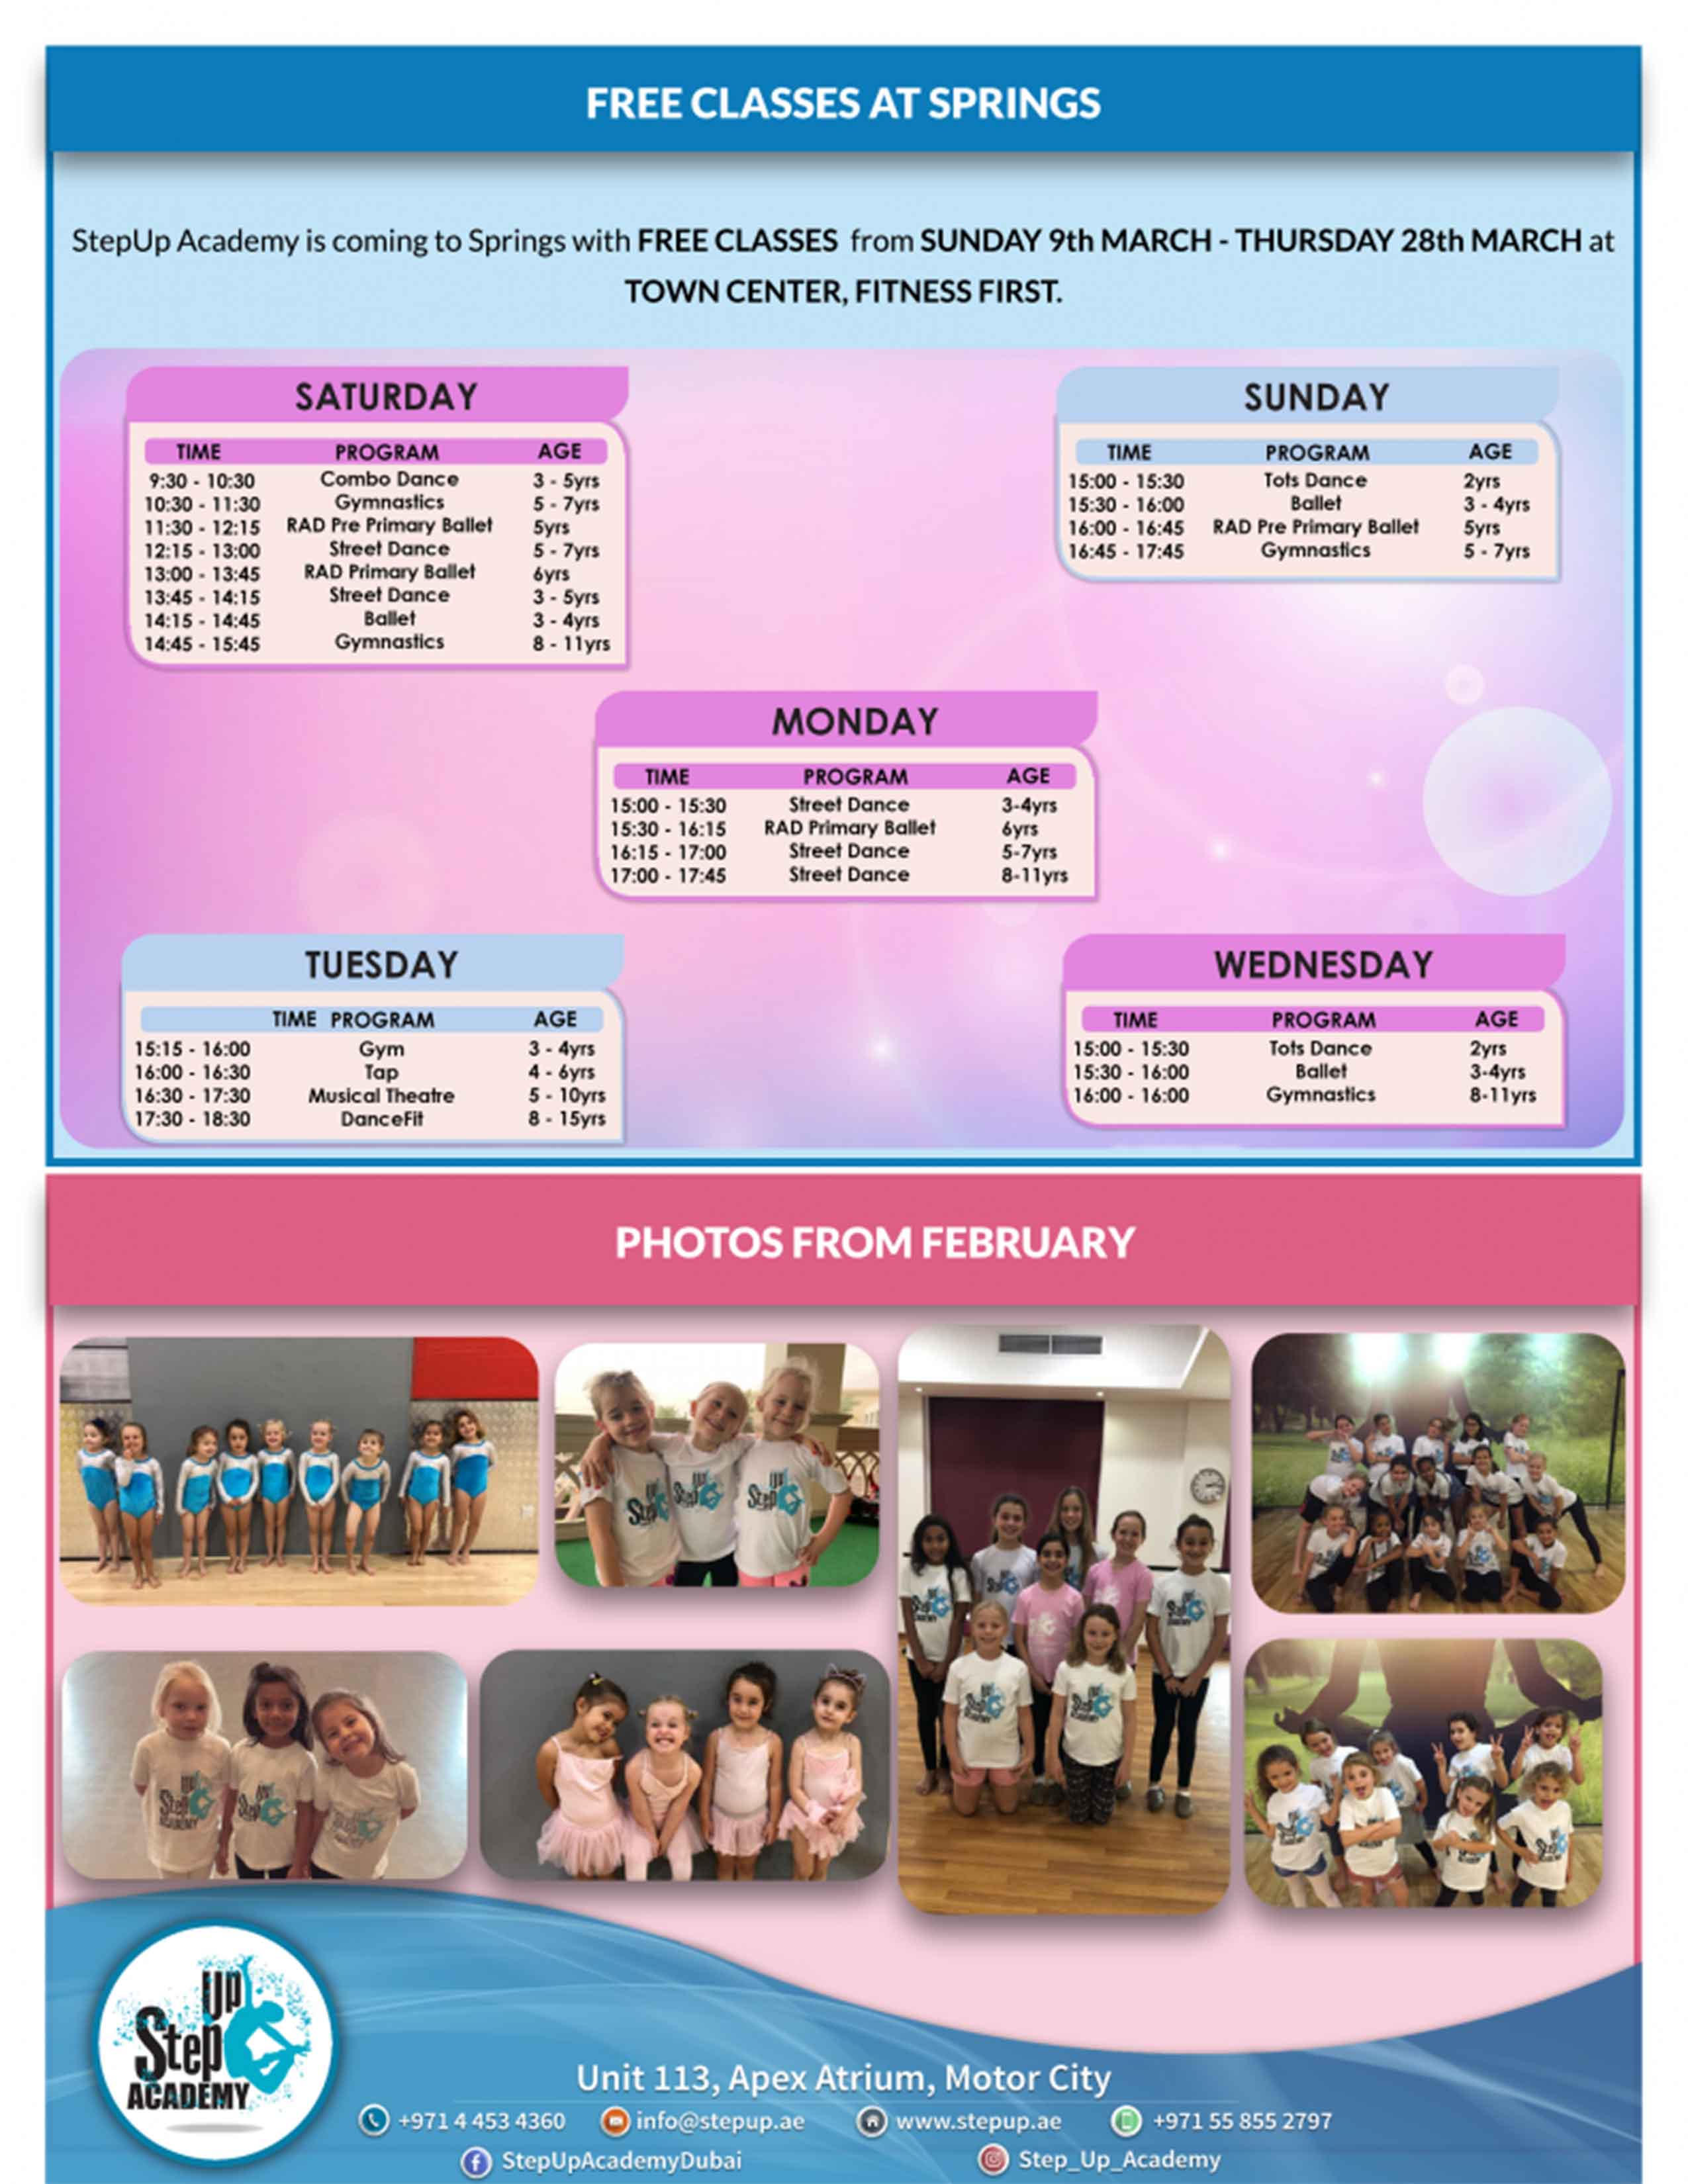 FREE CLASSES AT SPRINGS
StepUp Academy is coming to Springs with FREE CLASSES from SUNDAY 9th MARCH - THURSDAY 28th MARCH at
TOWN CENTER, FITNESS FIRST.
SATURDAY
TIME PROGRAM AGE
9:30 - 10:30 Combo Dance 3 - 5yrs
10:30 - 11:30 Gymnastics 5 - 7yrs
11:30 - 12:15 RAD Pre Primary Ballet 5yrs
12:15 - 13:00 Street Dance 5 - 7yrs
13:00 - 13:45 RAD Primary Ballet 6yrs
13:45 - 14:15 Street Dance 3 - 5yrs
14:15 - 14:45 Ballet 3 - 4yrs
14:45 - 15:45 Gymnastics 8 - 11yrs
SUNDAY
TIME PROGRAM AGE
15:00 - 15:30 Tots Dance 2yrs
15:30 - 16:00 Ballet 3 - 4yrs
16:00 - 16:45 RAD Pre Primary Ballet 5yrs
16:45 - 17:45 Gymnastics 5 - 7yrs
MONDAY
TIME PROGRAM AGE
15:00 - 15:30 Street Dance 3-4yrs
15:30 - 16:15 RAD Primary Ballet 6yrs
16:15 - 17:00 Street Dance 5-7yrs
17:00 - 17:45 Street Dance 8-11yrs
TUESDAY
TIME PROGRAM AGE
15:15 - 16:00 Gym 3 - 4yrs
16:00 - 16:30 Tap 4 - 6yrs
16:30 - 17:30 Musical Theatre 5 - 10yrs
17:30 - 18:30 DanceFit 8 - 15yrs
WEDNESDAY
TIME PROGRAM AGE
15:00 - 15:30 Tots Dance 2yrs
15:30 - 16:00 Ballet 3-4yrs
16:00 - 16:00 Gymnastics 8-11yrs
PHOTOS FROM FEBRUARY
Up
Step
ACADEMY
Unit 113, Apex Atrium, Motor City
+971 4 453 4360 info@stepup.ae www.stepup.ae +971 55 855 2797
StepUpAcademyDubai Step_Up_Academy